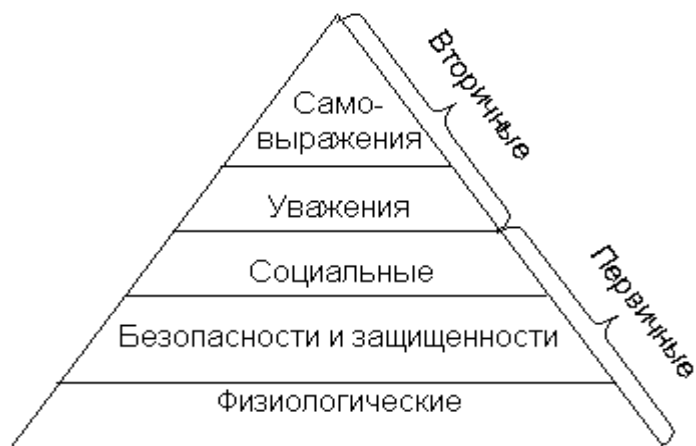 Само-
выражения
Уважения
Социальные
Безопасности и защищенности
Физиологические
Вторичные
Первичные